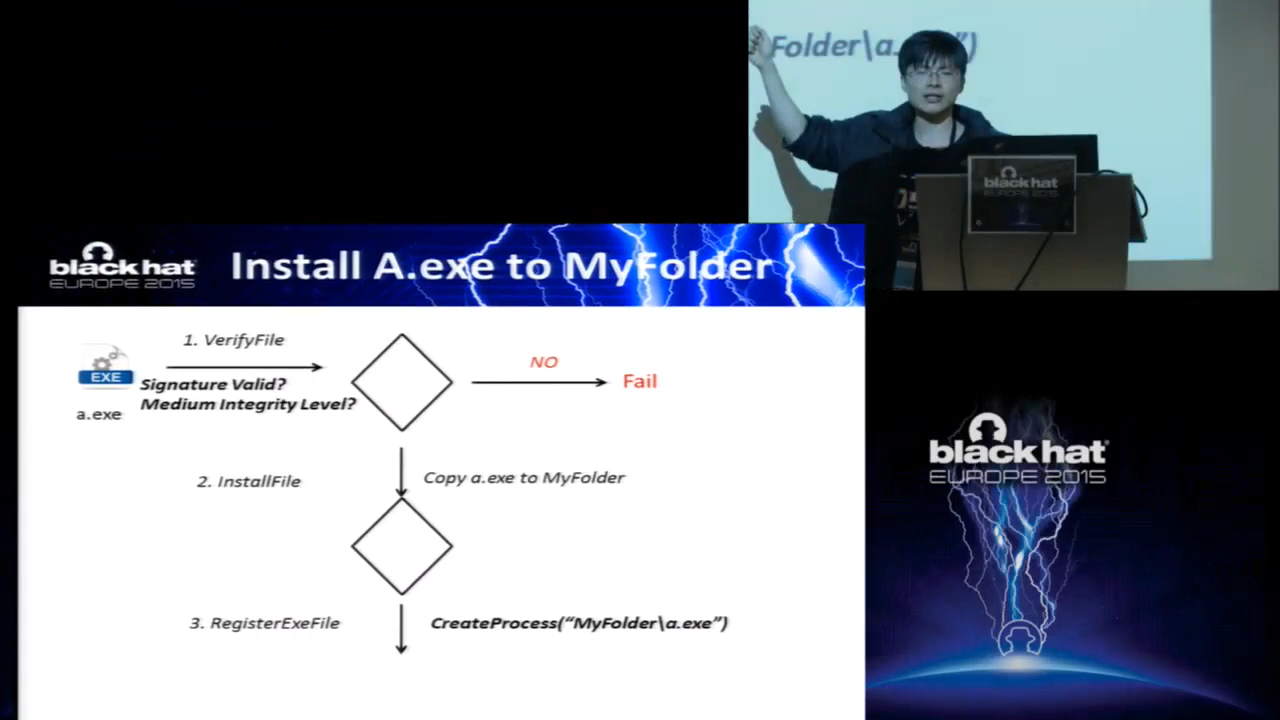 Folder\a.
")
black hat
EUROPE 2015
black hat
EUROPE 2015
Install A.exe to MyFolder
1. VerifyFile
EXE
a.exe
Signature Valid?
Medium Integrity Level?
NO
Fail
2. InstallFile
Copy a.exe to MyFolder
3. RegisterExeFile
CreateProcess("MyFolder\a.exe")
black hat
EUROPE 2015